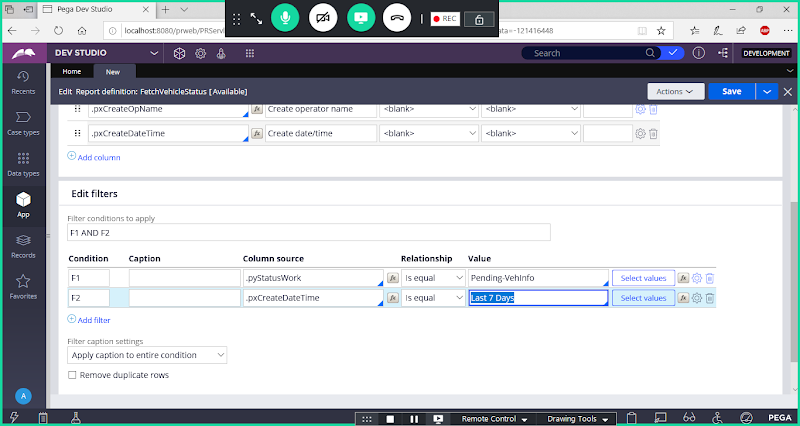 Pega Dev Studio
REC
localhost:8080/prweb/PRServ
data=-121416448
DEV STUDIO
Search
DEVELOPMENT
Home
New
Recents
Edit Report definition: FetchVehicleStatus [Available]
Actions
Save
.pxCreateOpName
Create operator name
<blank>
<blank>
.pxCreateDateTime
Create date/time
<blank>
<blank>
Add column
Case types
Data types
App
Records
Favorites
Edit filters
Filter conditions to apply
F1 AND F2
Condition Caption Column source Relationship Value
F1 .pyStatusWork Is equal Pending-VehInfo Select values
F2 .pxCreateDateTime Is equal Last 7 Days Select values
Add filter
Filter caption settings
Apply caption to entire condition
Remove duplicate rows
A
Remote Control
Drawing Tools
PEGA